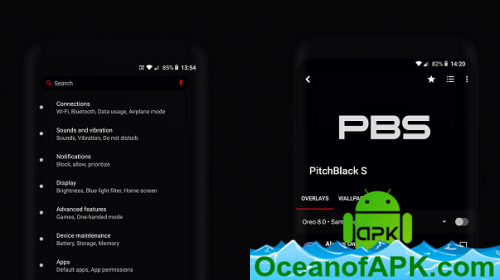 85% 13:54
Search
Connections
Wi-Fi, Bluetooth, Data usage, Airplane mode
Sounds and vibration
Sounds, Vibration, Do not disturb
Notifications
Block, allow, prioritize
Display
Brightness, Blue light filter, Home screen
Advanced features
Games, One-handed mode
Device maintenance
Battery, Storage, Memory
Apps
Default apps, App permissions
82% 14:20
PBS
PitchBlack S
OVERLAYS
Oreo 8.0 -
apk
OceanofAPK.com